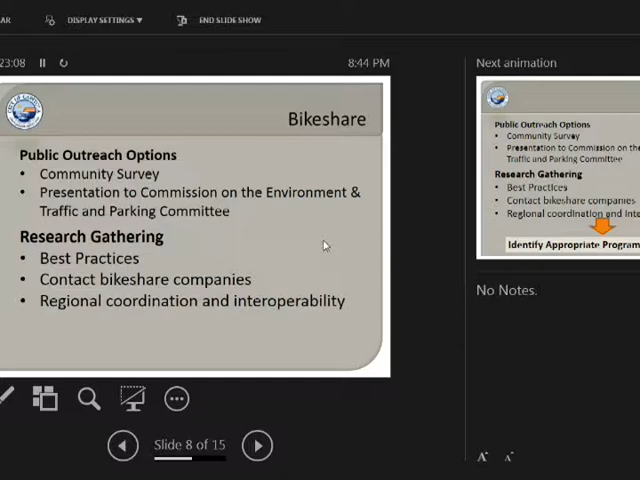 AR DISPLAY SETTINGS ▼ END SLIDE SHOW
23:08 8:44 PM
Bikeshare
Public Outreach Options
• Community Survey
• Presentation to Commission on the Environment &
Traffic and Parking Committee
Research Gathering
• Best Practices
• Contact bikeshare companies
• Regional coordination and interoperability
Slide 8 of 15
Next animation
Public Outreach Options
• Community Survey
• Presentation to Commission on the
Traffic and Parking Committee
Research Gathering
• Best Practices
• Contact bikeshare companies
• Regional coordination and Inte
Identify Appropriate Program
No Notes.
A A